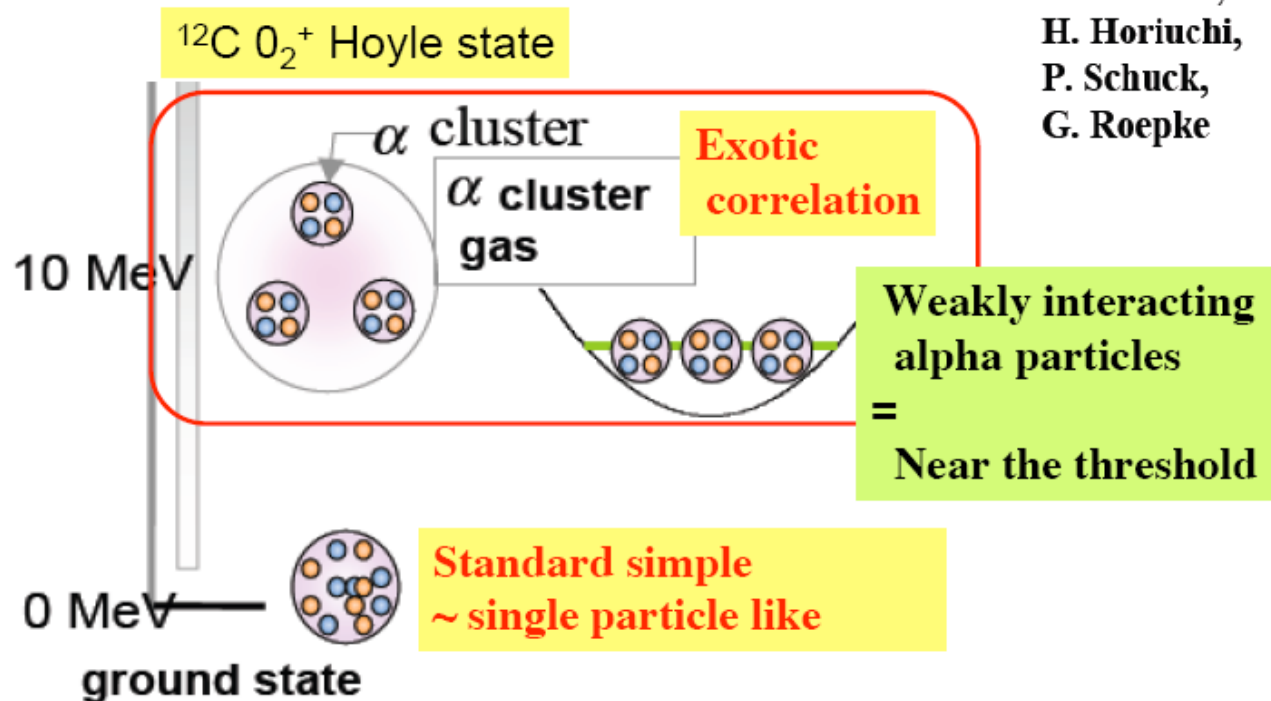 ¹²C 0₂⁺ Hoyle state
H. Horiuchi,
P. Schuck,
G. Roepke
α cluster
α cluster
gas
Exotic
correlation
10 MeV
Weakly interacting
alpha particles
=
Near the threshold
Standard simple
~ single particle like
0 MeV
ground state